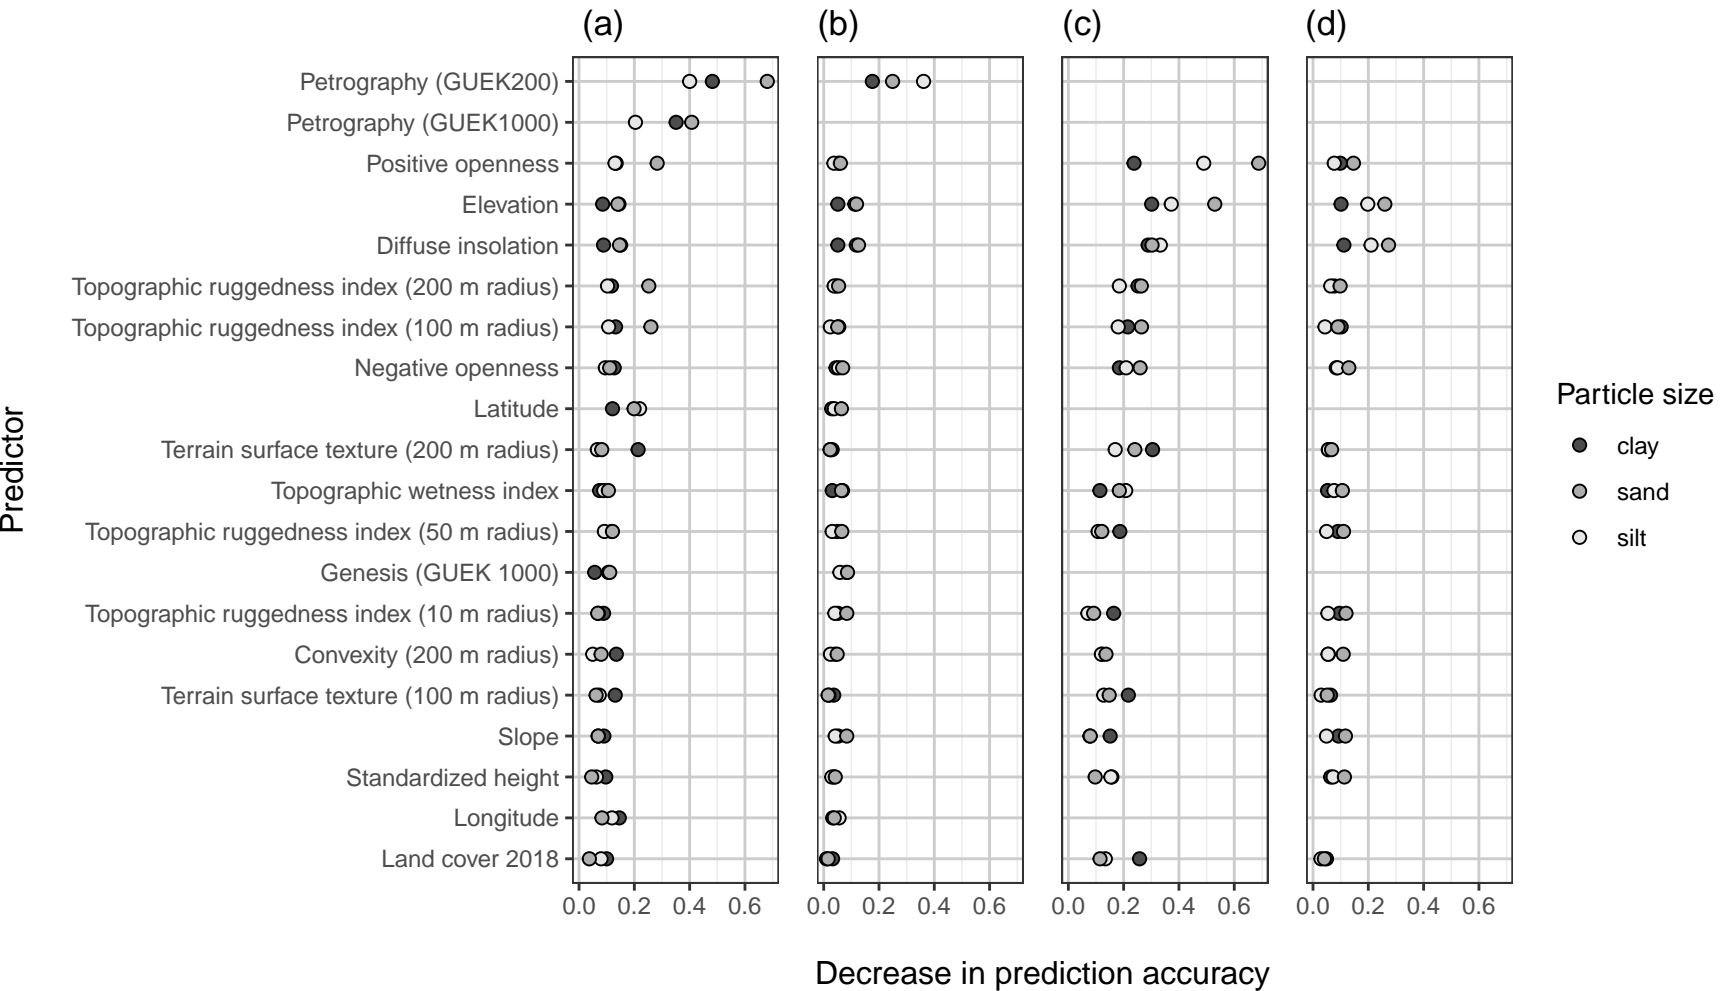 (a) (b) (c) (d)
Petrography (GUEK200)
Petrography (GUEK1000)
Positive openness
Elevation
Diffuse insolation
Topographic ruggedness index (200 m radius)
Topographic ruggedness index (100 m radius)
Negative openness
Latitude
Terrain surface texture (200 m radius)
Topographic wetness index
Topographic ruggedness index (50 m radius)
Genesis (GUEK 1000)
Topographic ruggedness index (10 m radius)
Convexity (200 m radius)
Terrain surface texture (100 m radius)
Slope
Standardized height
Longitude
Land cover 2018
Predictor
0.0 0.2 0.4 0.6 0.0 0.2 0.4 0.6 0.0 0.2 0.4 0.6 0.0 0.2 0.4 0.6
Decrease in prediction accuracy
Particle size
clay
sand
silt